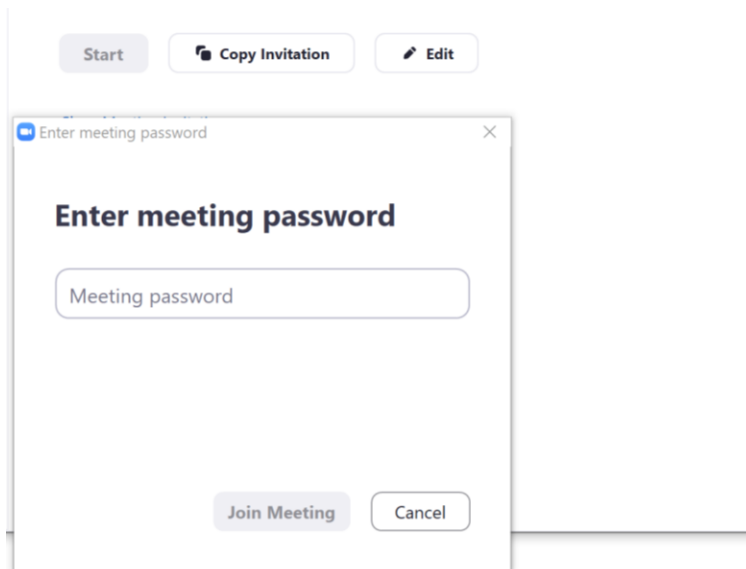 Start
Copy Invitation
Edit
Enter meeting password
Enter meeting password
Meeting password
Join Meeting
Cancel